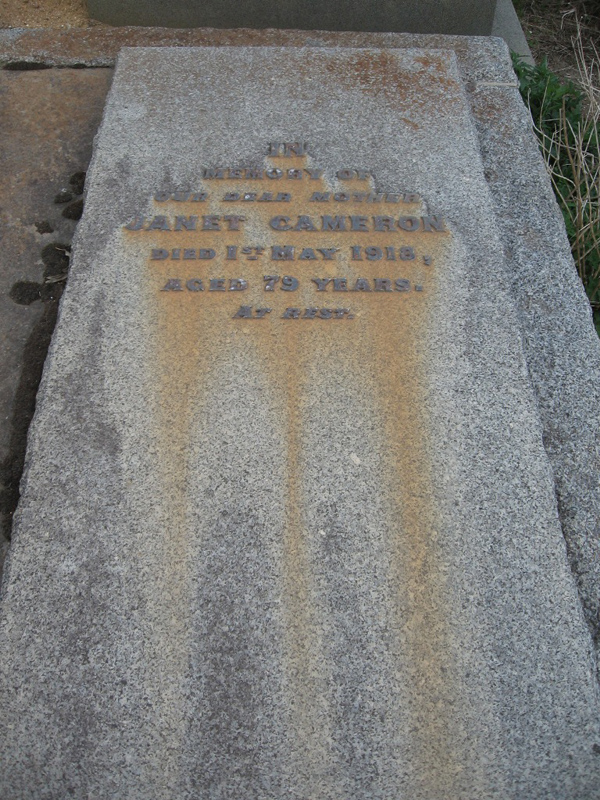 IN
MEMORY OF
OUR DEAR MOTHER
JANET CAMERON
DIED 1ST MAY 1918,
AGED 79 YEARS.
AT REST.